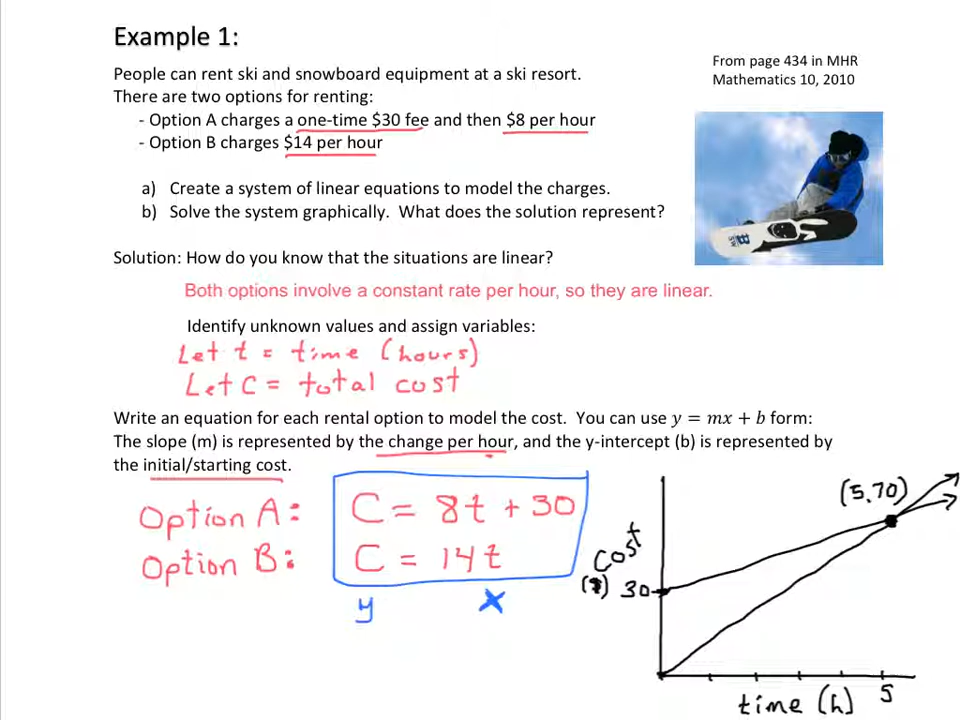 Example 1:
From page 434 in MHR
Mathematics 10, 2010
People can rent ski and snowboard equipment at a ski resort.
There are two options for renting:
- Option A charges a one-time $30 fee and then $8 per hour
- Option B charges $14 per hour
a) Create a system of linear equations to model the charges.
b) Solve the system graphically. What does the solution represent?
Solution: How do you know that the situations are linear?
Both options involve a constant rate per hour, so they are linear.
Identify unknown values and assign variables:
Let t = time (hours)
Let C = total cost
Write an equation for each rental option to model the cost. You can use y = mx + b form:
The slope (m) is represented by the change per hour, and the y-intercept (b) is represented by
the initial/starting cost.
Option A: C = 8t + 30
Option B: C = 14t
y x
(5,70)
Cost
($) 30
5
time (h)